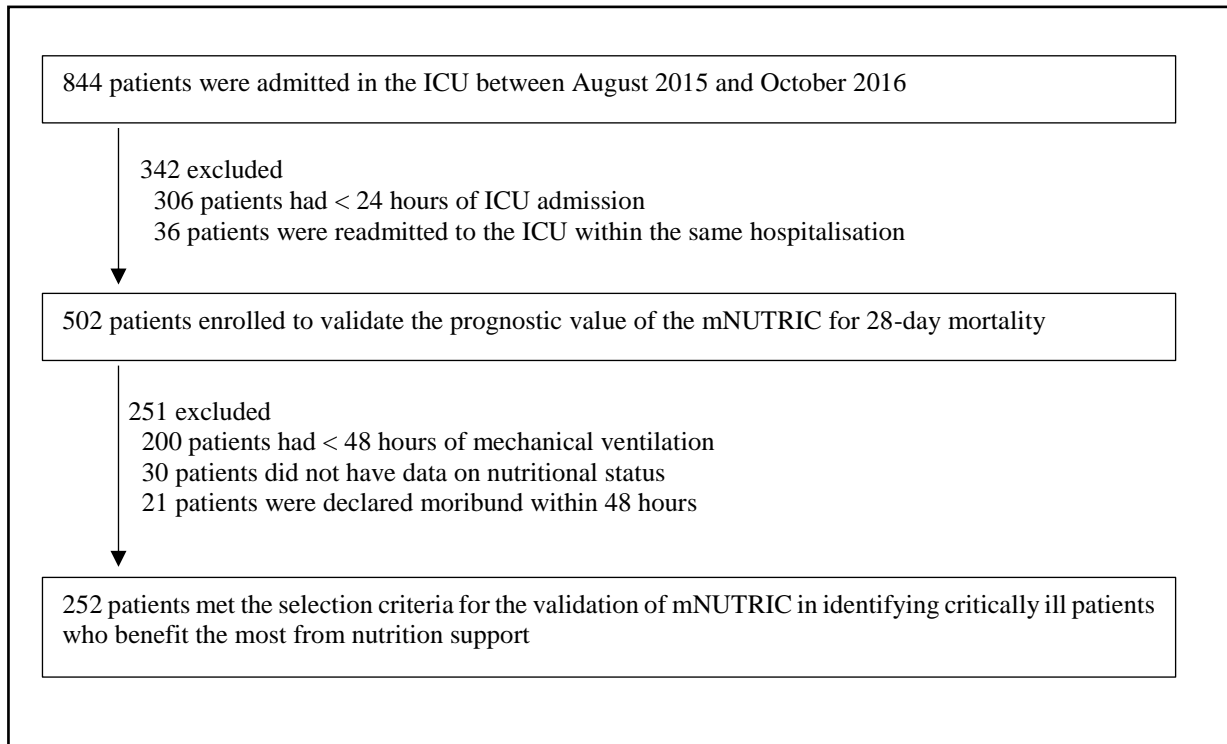 844 patients were admitted in the ICU between August 2015 and October 2016
342 excluded
306 patients had < 24 hours of ICU admission
36 patients were readmitted to the ICU within the same hospitalisation
502 patients enrolled to validate the prognostic value of the mNUTRIC for 28-day mortality
251 excluded
200 patients had < 48 hours of mechanical ventilation
30 patients did not have data on nutritional status
21 patients were declared moribund within 48 hours
252 patients met the selection criteria for the validation of mNUTRIC in identifying critically ill patients
who benefit the most from nutrition support